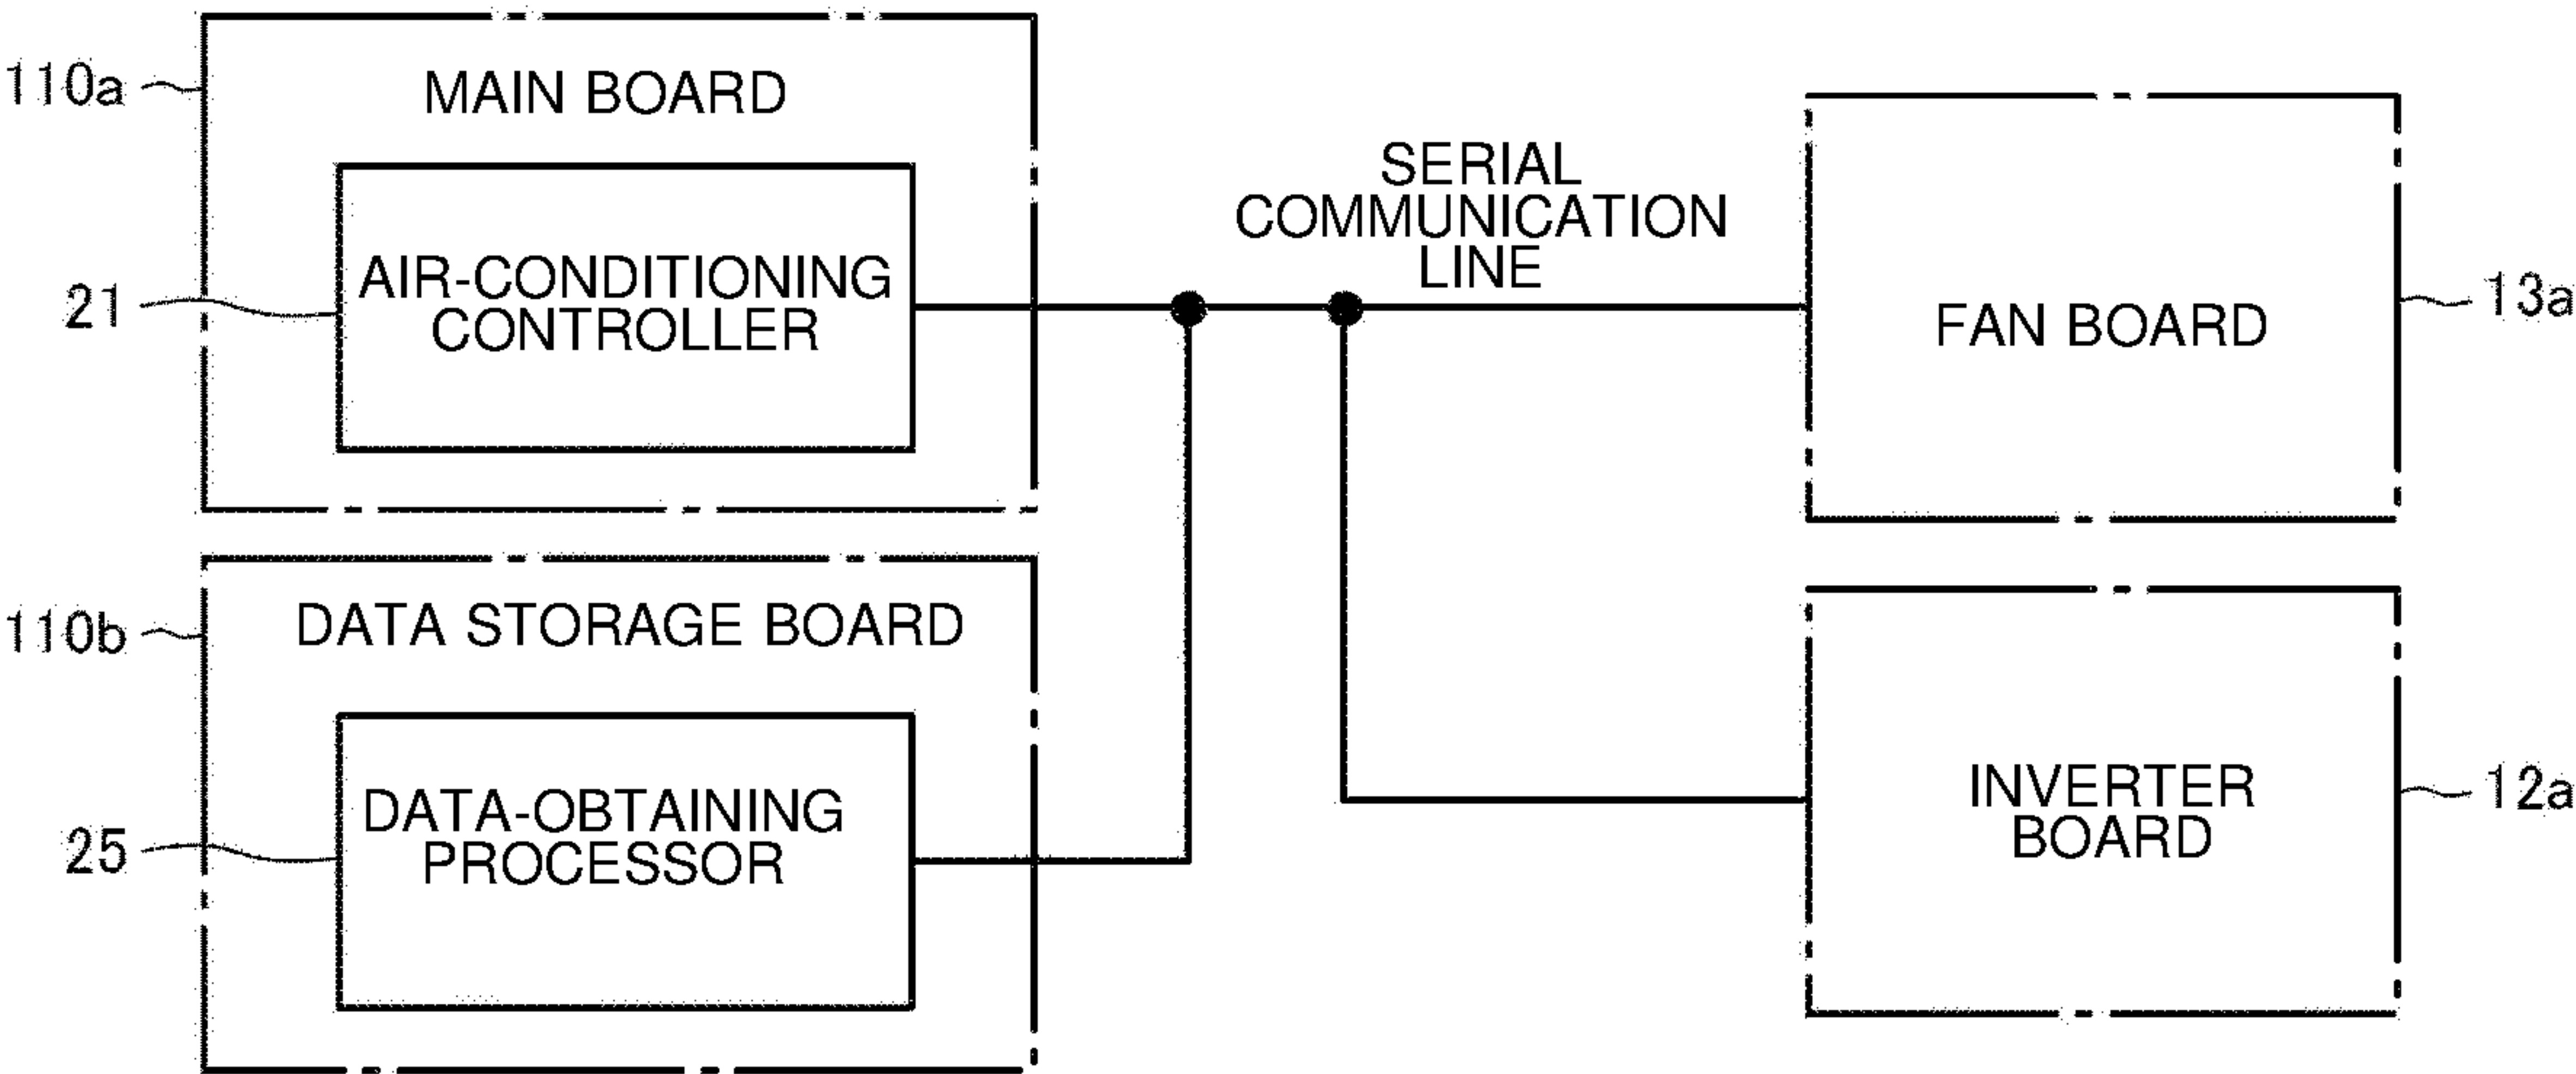 110a
MAIN BOARD
21
AIR-CONDITIONING
CONTROLLER
SERIAL
COMMUNICATION
LINE
FAN BOARD
13a
110b
DATA STORAGE BOARD
25
DATA-OBTAINING
PROCESSOR
INVERTER
BOARD
12a